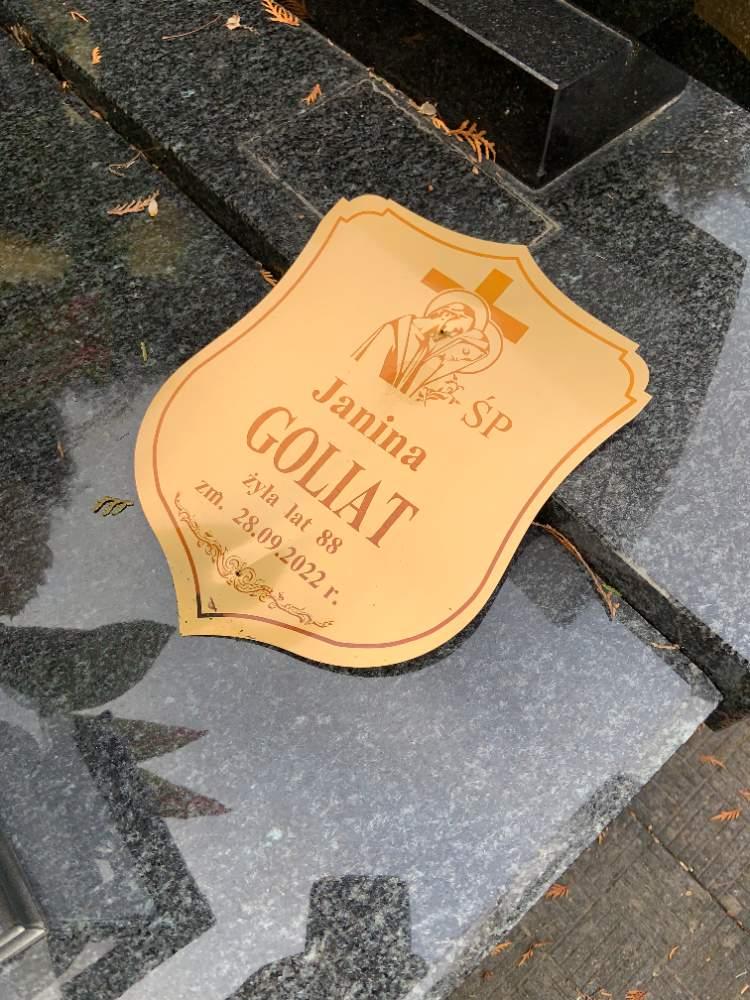 ŚP
Janina
GOLIAT
żyła lat 88
zm. 28.09.2022 r.